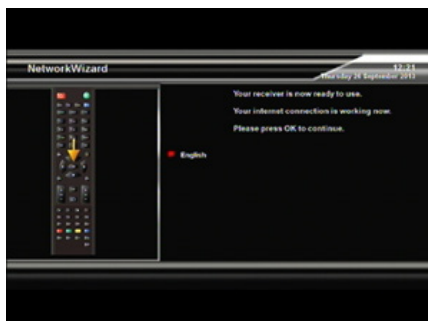 NetworkWizard
12:31
Thursday 26 September 2013
Your receiver is now ready to use.
Your internet connection is working now.
Please press OK to continue.
English